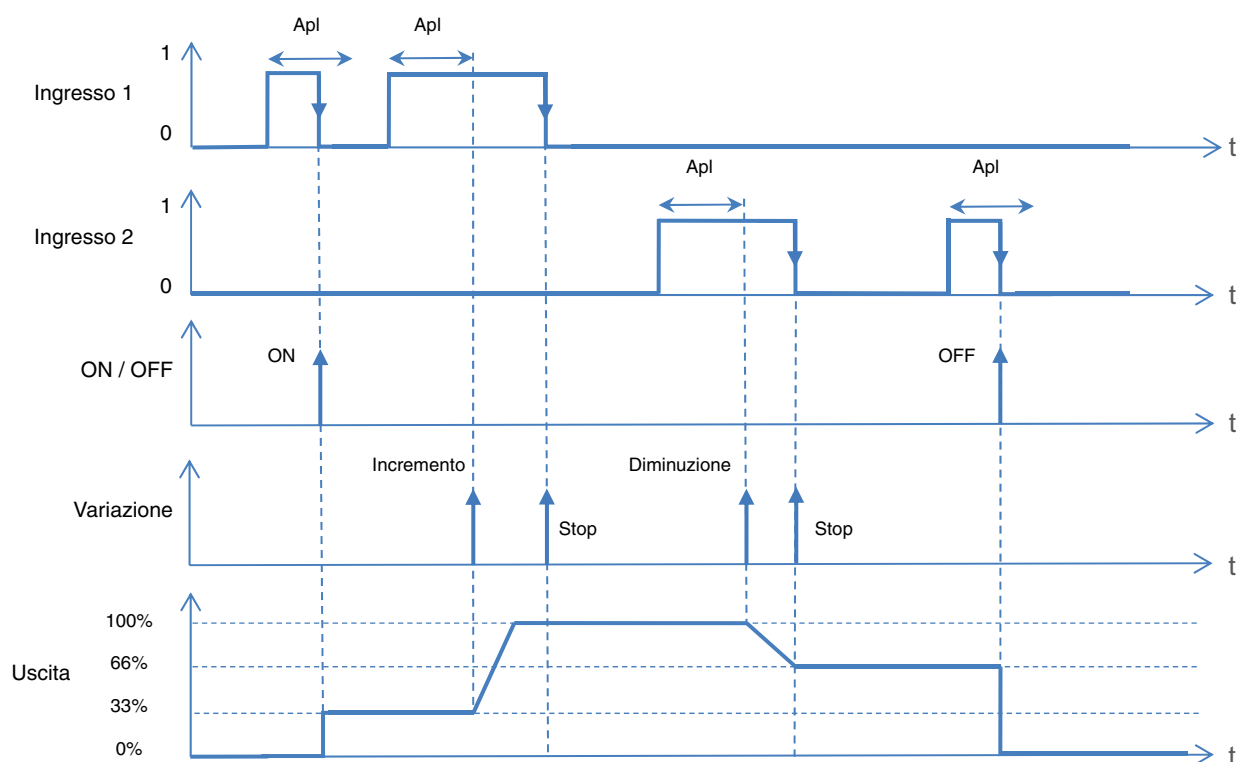 Apl
Apl
1
Ingresso 1
0
t
Apl
Apl
1
Ingresso 2
0
t
ON
OFF
ON / OFF
t
Incremento
Diminuzione
Variazione
Stop
Stop
t
100%
66%
Uscita
33%
0%
t